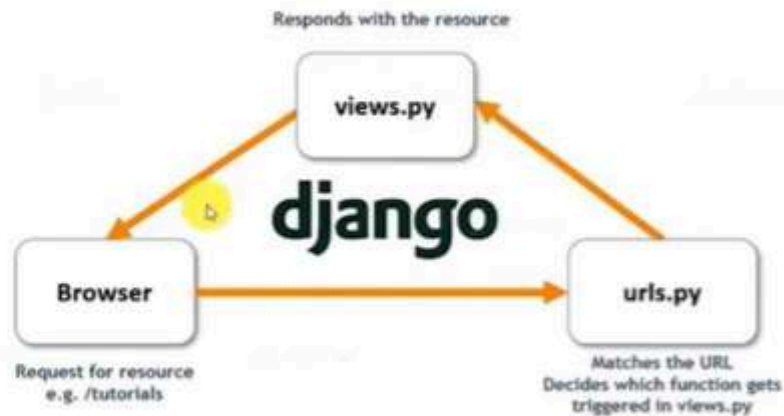 Responds with the resource
views.py
django
Browser
urls.py
Request for resource
e.g. /tutorials
Matches the URL
Decides which function gets
triggered in views.py